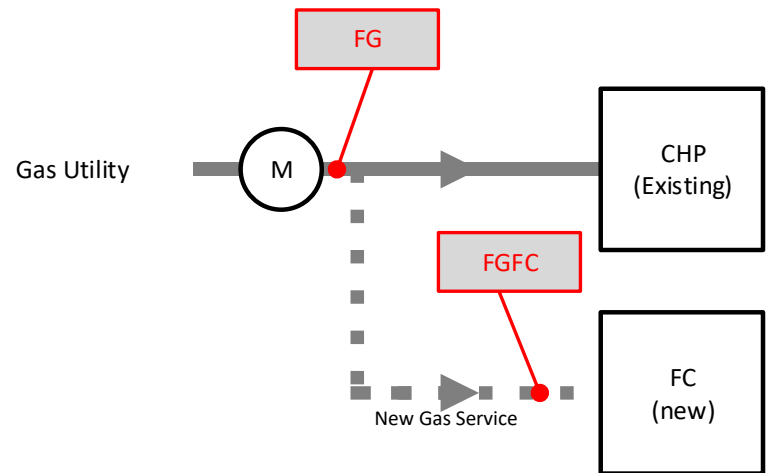 FG
Gas Utility
M
CHP
(Existing)
FGFC
FC
(new)
New Gas Service